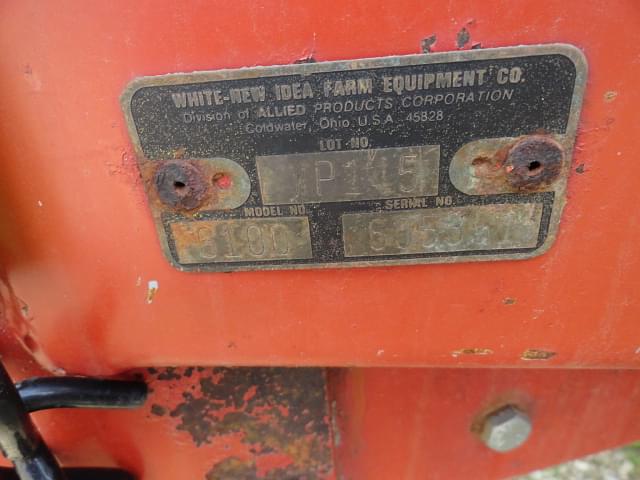 WHITE-NEW IDEA FARM EQUIPMENT CO.
Division of ALLIED PRODUCTS CORPORATION
Coldwater, Ohio, U.S.A. 45828
LOT NO.
MODEL NO. SERIAL NO.